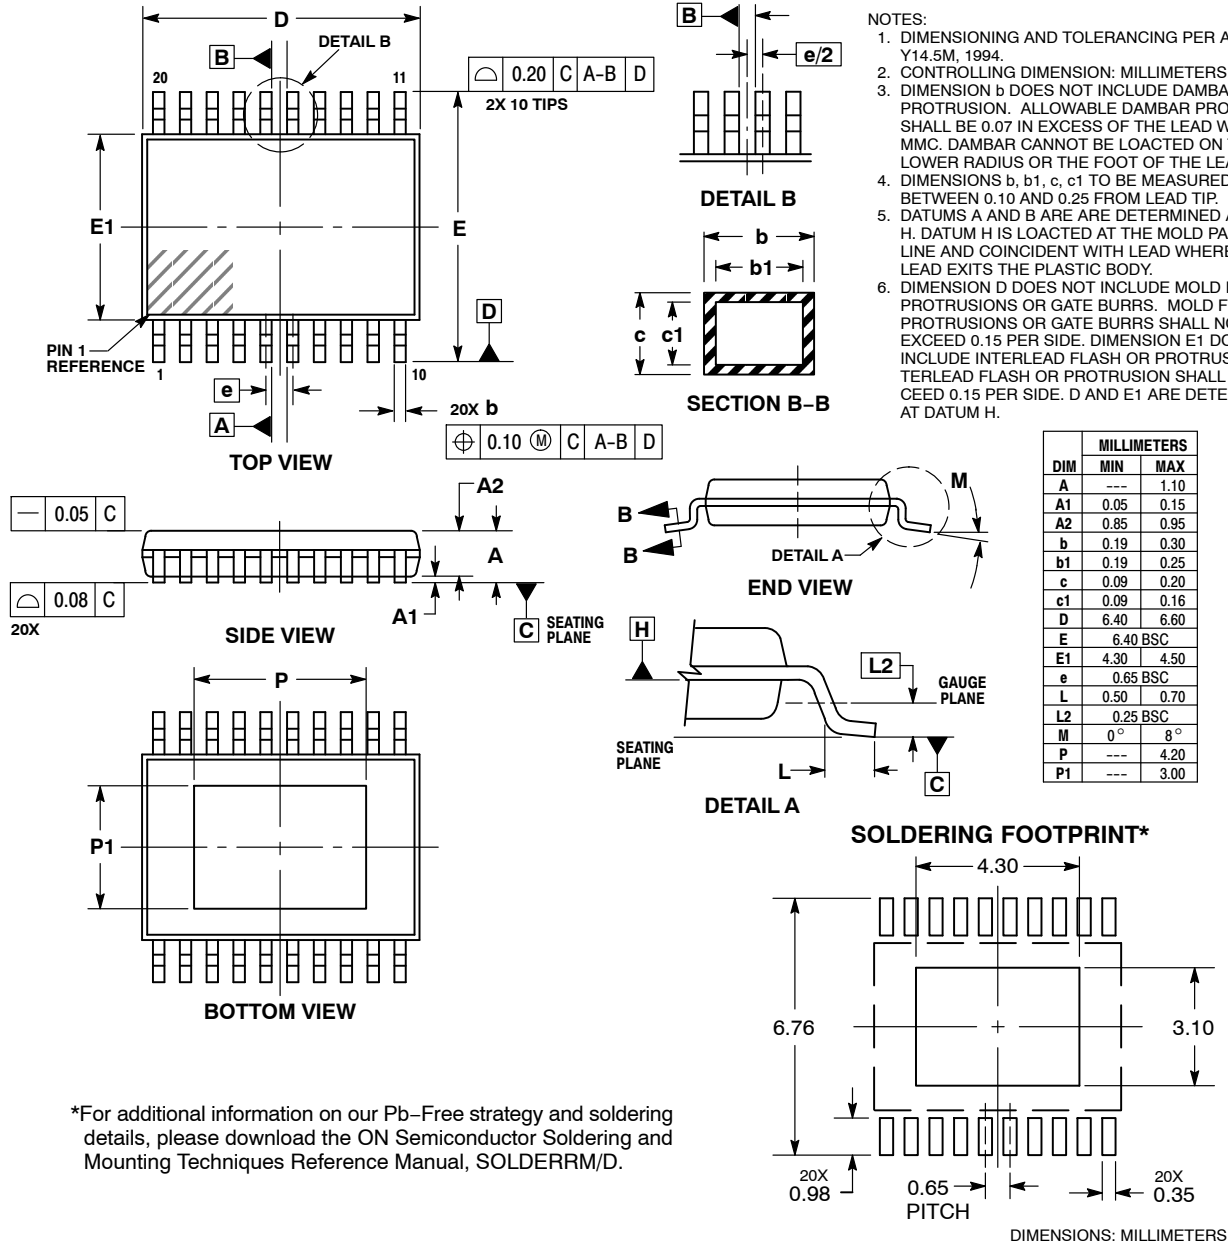 D
DETAIL B
B
20
11
⌓ 0.20 C A−B D
2X 10 TIPS
E1
E
D
PIN 1
REFERENCE
1
10
e
20X b
A
⌖ 0.10 Ⓜ C A−B D
TOP VIEW
B
e/2
DETAIL B
b
b1
c
c1
SECTION B−B
NOTES:
1. DIMENSIONING AND TOLERANCING PER
Y14.5M, 1994.
2. CONTROLLING DIMENSION: MILLIMETERS
3. DIMENSION b DOES NOT INCLUDE
PROTRUSION. ALLOWABLE DAMBAR
SHALL BE 0.07 IN EXCESS OF THE LEAD
MMC. DAMBAR CANNOT BE LOACTED ON
LOWER RADIUS OR THE FOOT OF THE
4. DIMENSIONS b, b1, c, c1 TO BE MEASURED
BETWEEN 0.10 AND 0.25 FROM LEAD TIP.
5. DATUMS A AND B ARE ARE DETERMINED
H. DATUM H IS LOACTED AT THE MOLD
LINE AND COINCIDENT WITH LEAD WHERE
LEAD EXITS THE PLASTIC BODY.
6. DIMENSION D DOES NOT INCLUDE MOLD
PROTRUSIONS OR GATE BURRS. MOLD
PROTRUSIONS OR GATE BURRS SHALL
EXCEED 0.15 PER SIDE. DIMENSION E1
INCLUDE INTERLEAD FLASH OR
TERLEAD FLASH OR PROTRUSION SHALL
CEED 0.15 PER SIDE. D AND E1 ARE
AT DATUM H.
MILLIMETERS
DIM MIN MAX
A --- 1.10
A1 0.05 0.15
A2 0.85 0.95
b 0.19 0.30
b1 0.19 0.25
c 0.09 0.20
c1 0.09 0.16
D 6.40 6.60
E 6.40 BSC
E1 4.30 4.50
e 0.65 BSC
L 0.50 0.70
L2 0.25 BSC
M 0° 8°
P --- 4.20
P1 --- 3.00
— 0.05 C
A2
A
⌓ 0.08 C
20X
A1
C SEATING
PLANE
SIDE VIEW
B
B
M
DETAIL A
END VIEW
H
L2
GAUGE
PLANE
SEATING
PLANE
L
C
DETAIL A
P
P1
BOTTOM VIEW
SOLDERING FOOTPRINT*
4.30
6.76
3.10
20X
0.98
0.65
PITCH
20X
0.35
DIMENSIONS: MILLIMETERS
*For additional information on our Pb−Free strategy and soldering
details, please download the ON Semiconductor Soldering and
Mounting Techniques Reference Manual, SOLDERRM/D.